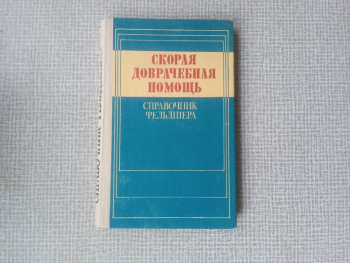 СКОРАЯ
ДОВРАЧЕБНАЯ
ПОМОЩЬ
СПРАВОЧНИК
ФЕЛЬДШЕРА